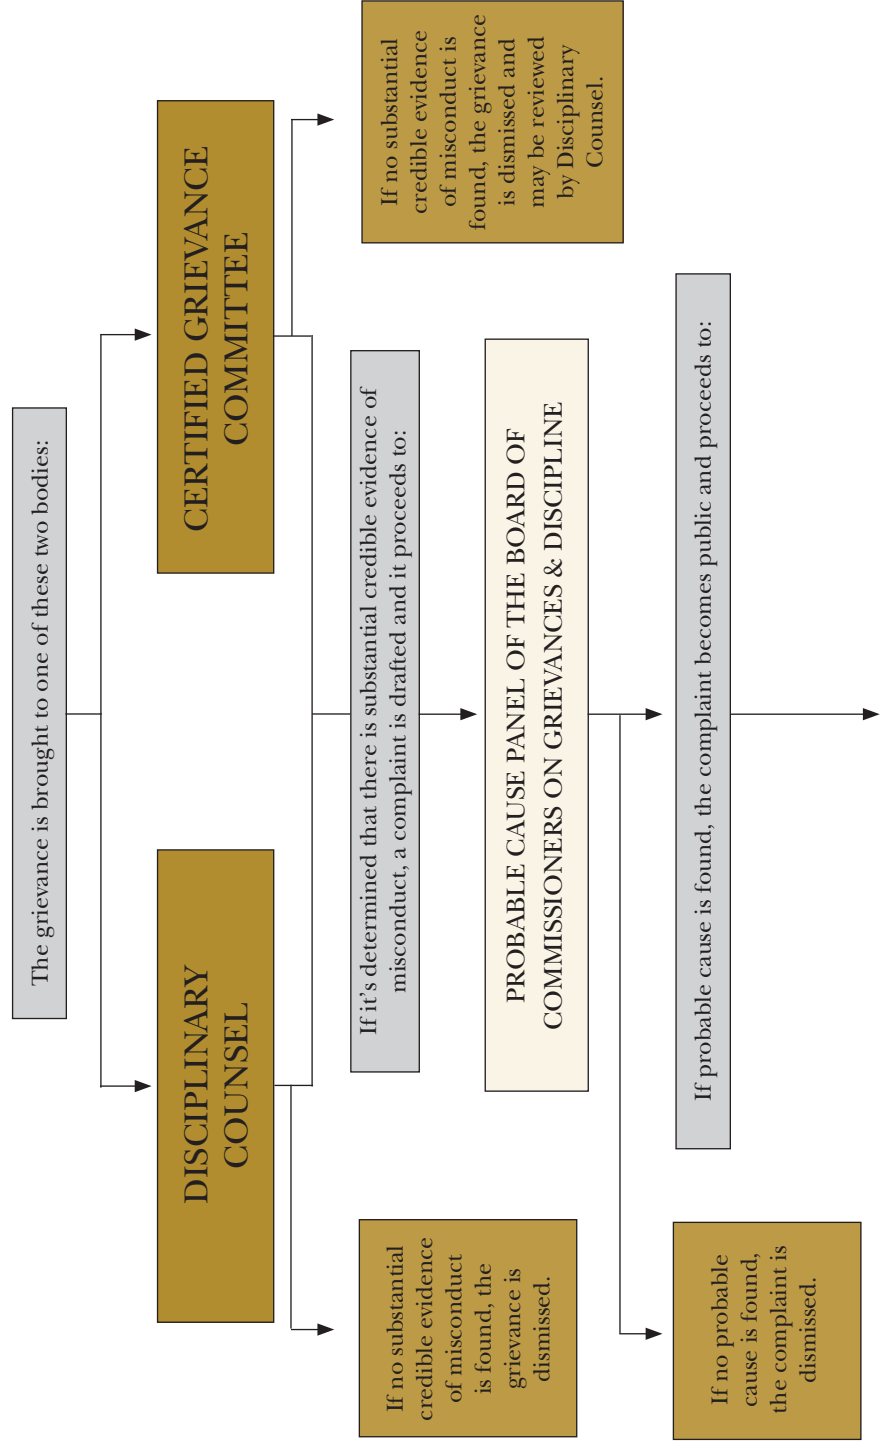 The grievance is brought to one of these two bodies:
DISCIPLINARY
COUNSEL
CERTIFIED GRIEVANCE
COMMITTEE
If no substantial
credible evidence
of misconduct
is found, the
grievance is
dismissed.
If it’s determined that there is substantial credible evidence of
misconduct, a complaint is drafted and it proceeds to:
If no substantial
credible evidence
of misconduct is
found, the grievance
is dismissed and
may be reviewed
by Disciplinary
Counsel.
PROBABLE CAUSE PANEL OF THE BOARD OF
COMMISSIONERS ON GRIEVANCES & DISCIPLINE
If no probable
cause is found,
the complaint is
dismissed.
If probable cause is found, the complaint becomes public and proceeds to: